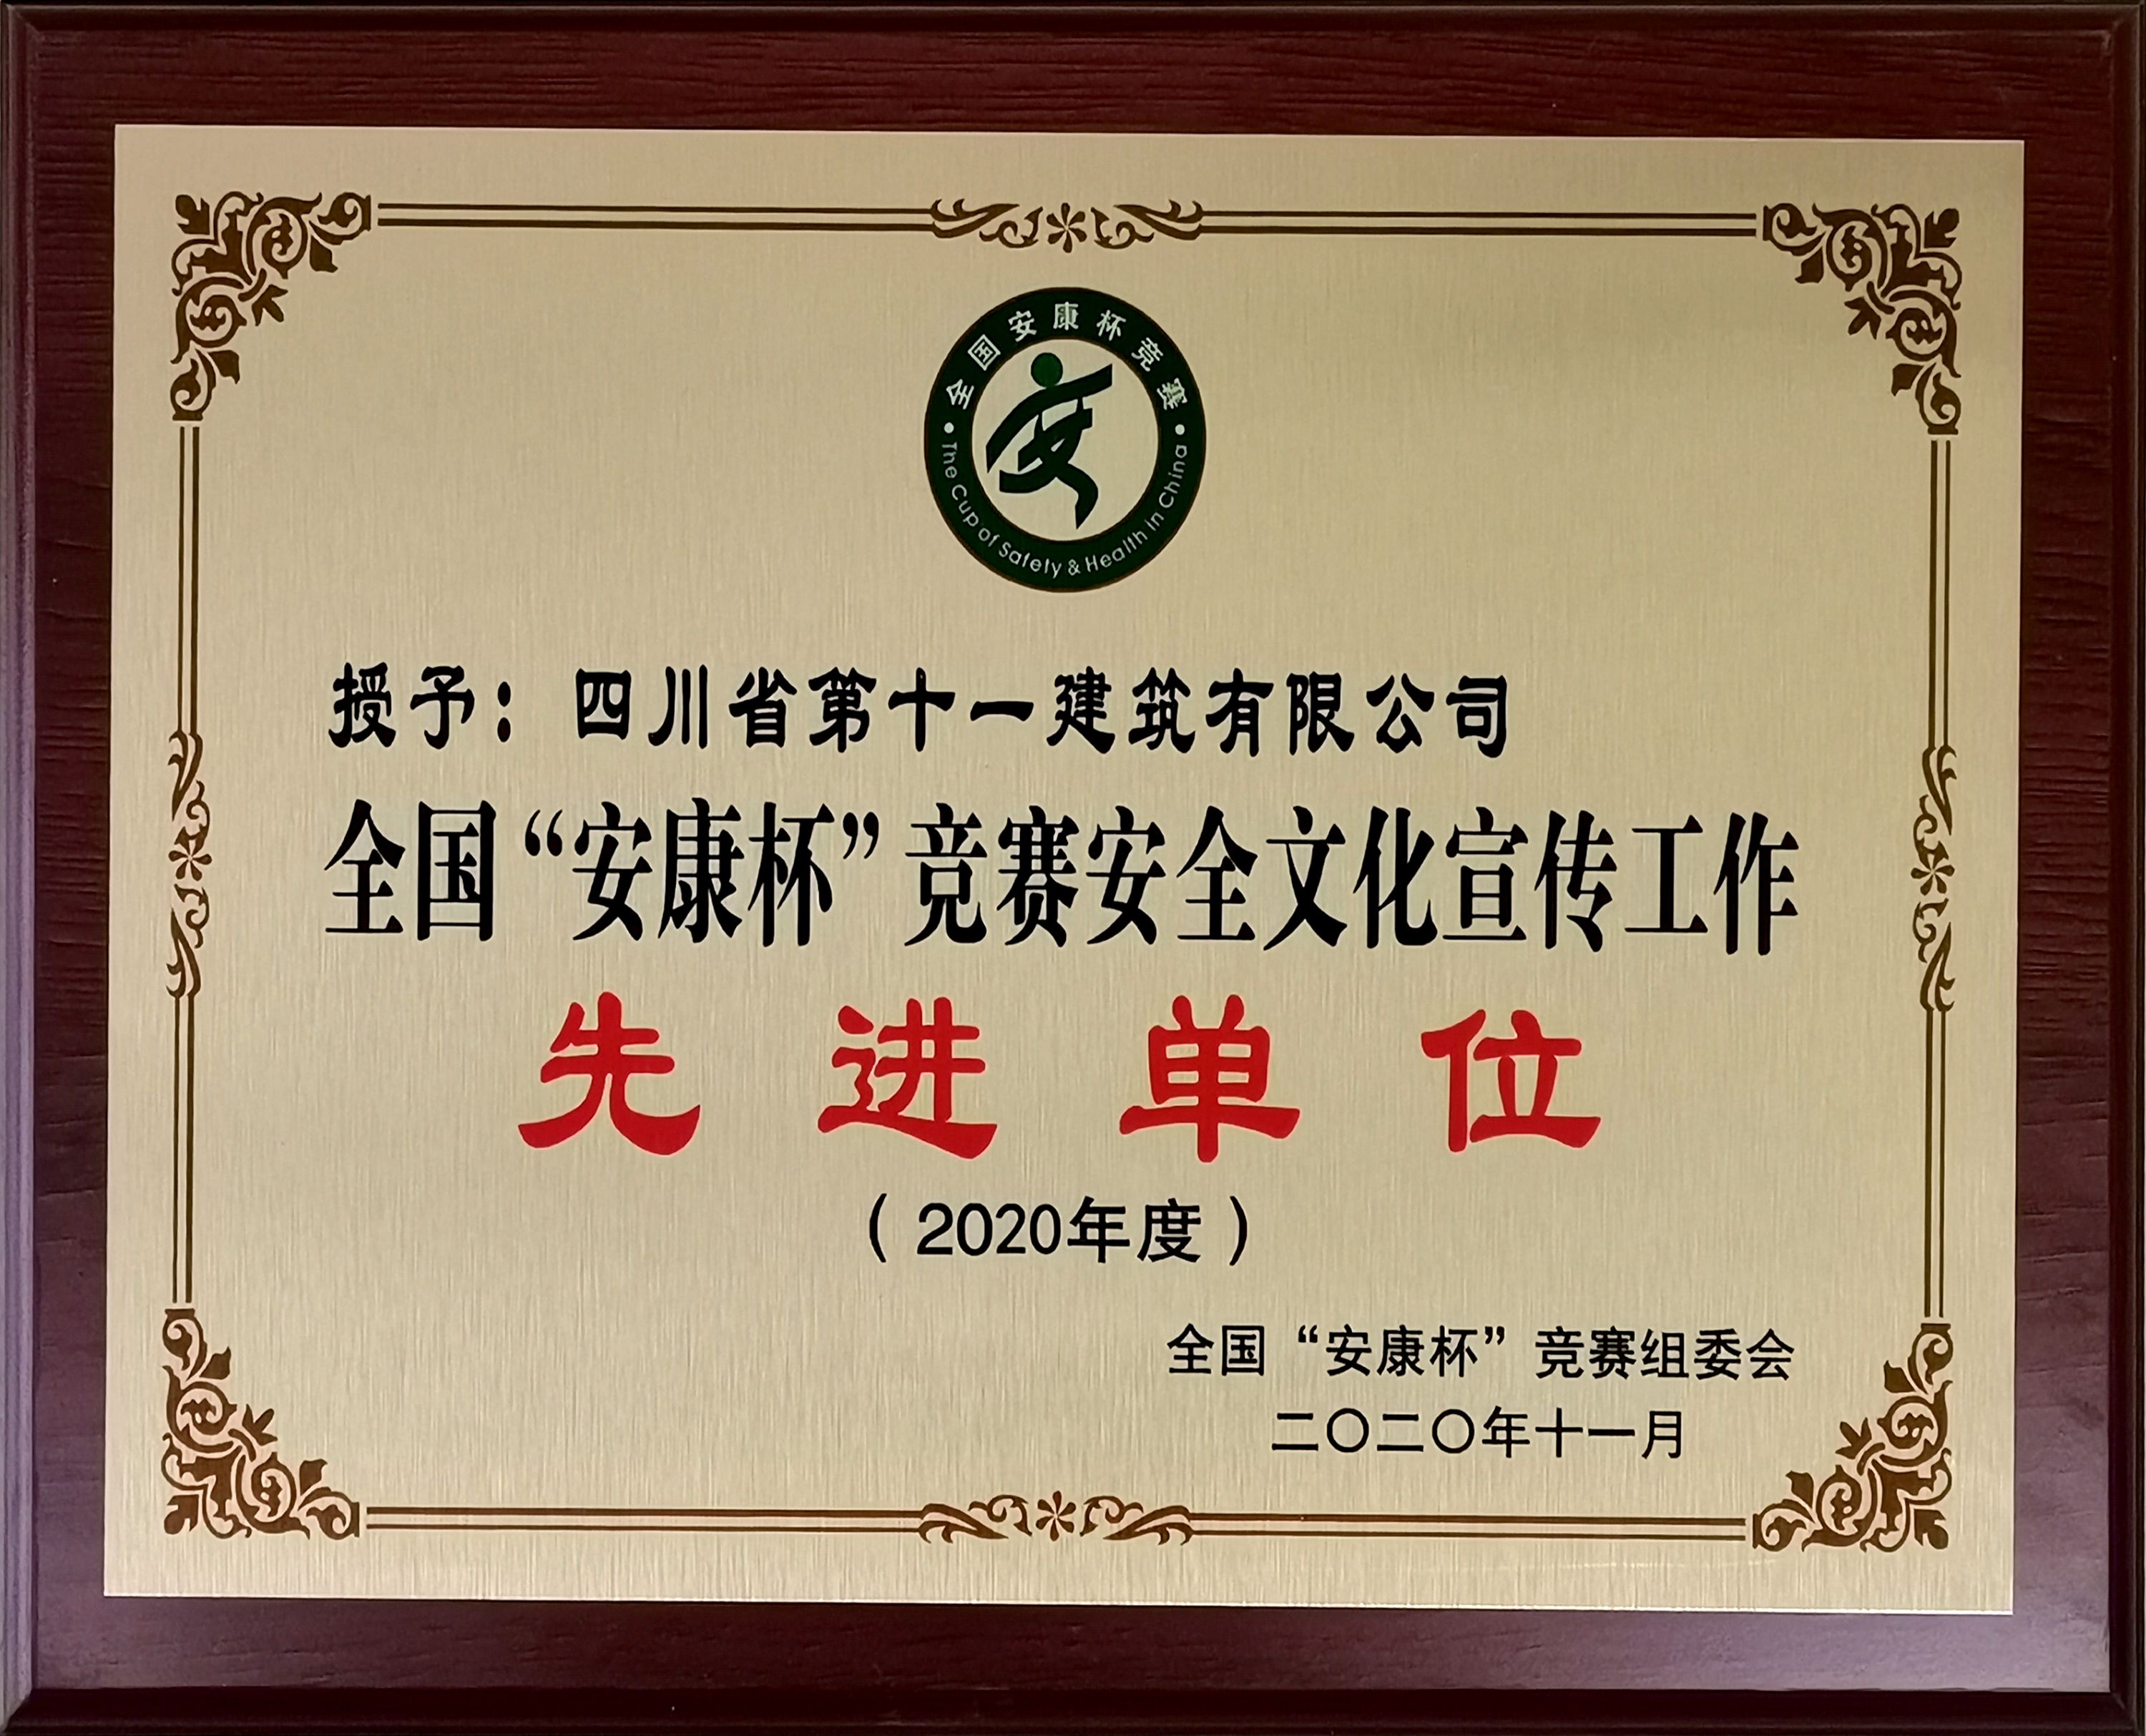 全国安康杯竞赛
The Cup of Safety & Health in China
授予：四川省第十一建筑有限公司
全国“安康杯”竞赛安全文化宣传工作
先进单位
（2020年度）
全国“安康杯”竞赛组委会
二〇二〇年十一月